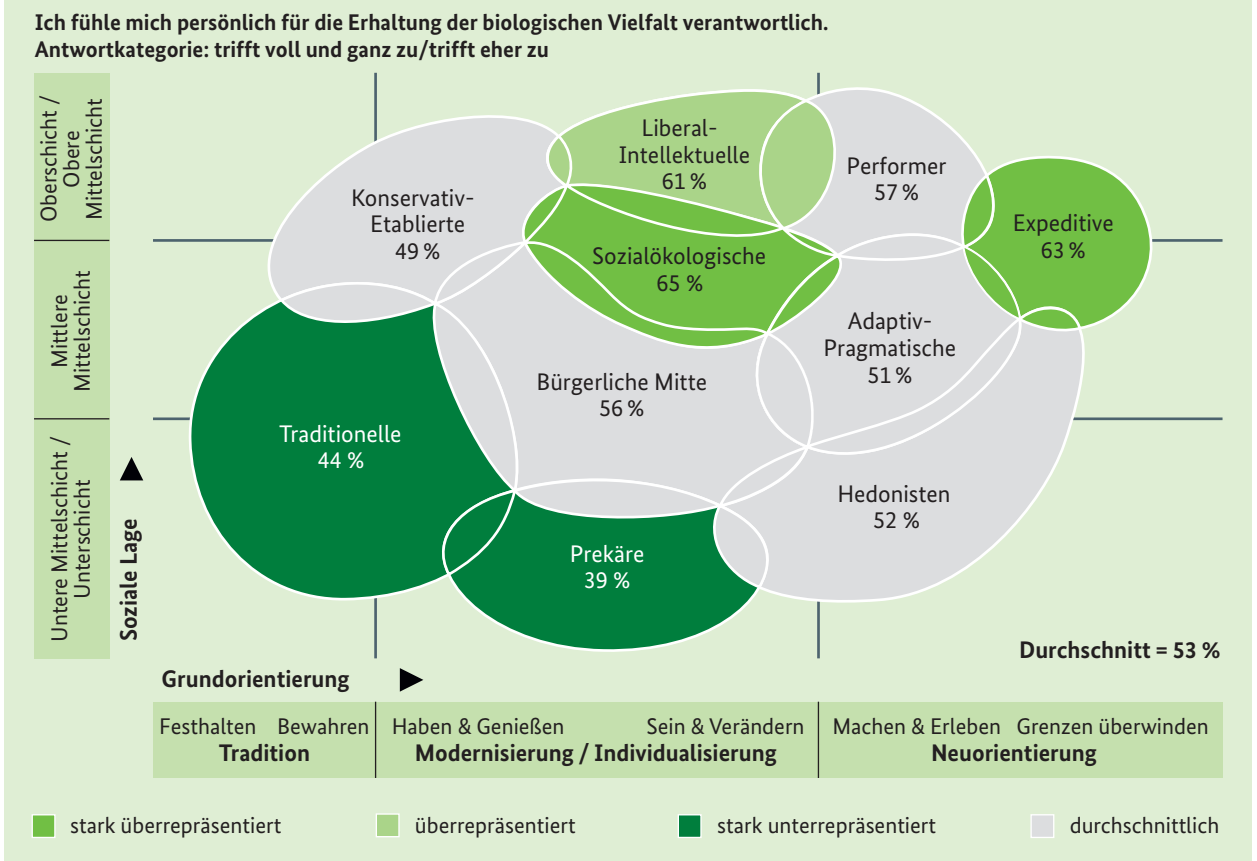 Ich fühle mich persönlich für die Erhaltung der biologischen Vielfalt verantwortlich.
Antwortkategorie: trifft voll und ganz zu/trifft eher zu
Oberschicht /
Obere
Mittelschicht
Mittlere
Mittelschicht
Untere Mittelschicht /
Unterschicht
Soziale Lage
Konservativ-
Etablierte
49 %
Liberal-
Intellektuelle
61 %
Performer
57 %
Expeditive
63 %
Sozialökologische
65 %
Adaptiv-
Pragmatische
51 %
Bürgerliche Mitte
56 %
Traditionelle
44 %
Hedonisten
52 %
Prekäre
39 %
Durchschnitt = 53 %
Grundorientierung
Festhalten Bewahren
Tradition
Haben & Genießen Sein & Verändern
Modernisierung / Individualisierung
Machen & Erleben Grenzen überwinden
Neuorientierung
stark überrepräsentiert
überrepräsentiert
stark unterrepräsentiert
durchschnittlich